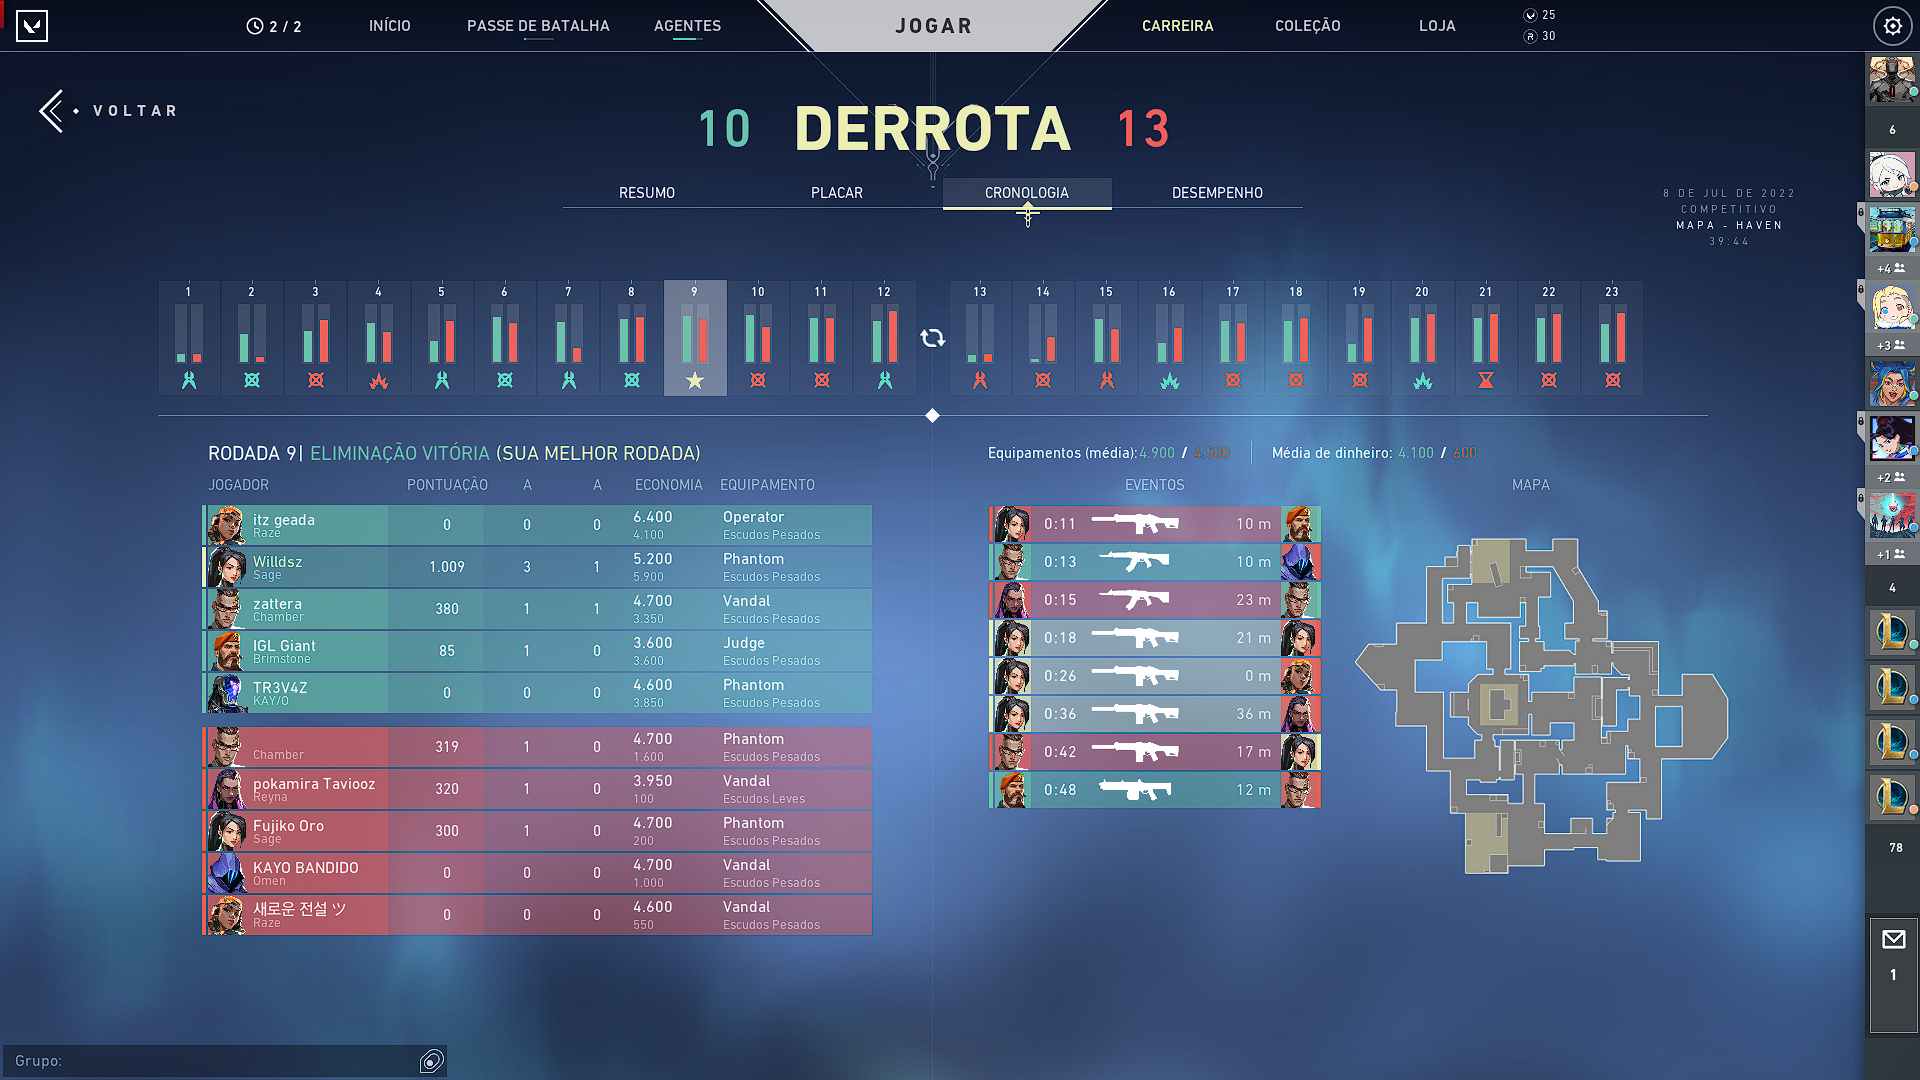 2 / 2
INÍCIO
PASSE DE BATALHA
AGENTES
JOGAR
CARREIRA
COLEÇÃO
LOJA
25
30
VOLTAR
10 DERROTA 13
RESUMO
PLACAR
CRONOLOGIA
DESEMPENHO
8 DE JUL DE 2022
COMPETITIVO
MAPA - HAVEN
39:44
1 2 3 4 5 6 7 8 9 10 11 12 13 14 15 16 17 18 19 20 21 22 23
RODADA 9| ELIMINAÇÃO VITÓRIA (SUA MELHOR RODADA)
JOGADOR PONTUAÇÃO A A ECONOMIA EQUIPAMENTO
itz geada 0 0 0 6.400 Operator
Raze 4.100 Escudos Pesados
Willdsz 1.009 3 1 5.200 Phantom
Sage 5.900 Escudos Pesados
zattera 380 1 1 4.700 Vandal
Chamber 3.350 Escudos Pesados
IGL Giant 85 1 0 3.600 Judge
Brimstone 3.600 Escudos Pesados
TR3V4Z 0 0 0 4.600 Phantom
KAY/O 3.850 Escudos Pesados
319 1 0 4.700 Phantom
Chamber 1.600 Escudos Pesados
pokamira Taviooz 320 1 0 3.950 Vandal
Reyna 100 Escudos Leves
Fujiko Oro 300 1 0 4.700 Phantom
Sage 200 Escudos Pesados
KAYO BANDIDO 0 0 0 4.700 Vandal
Omen 1.000 Escudos Pesados
새로운 전설 ツ 0 0 0 4.600 Vandal
Raze 550 Escudos Pesados
Equipamentos (média): 4.900 / 4.500
Média de dinheiro: 4.100 / 600
EVENTOS
MAPA
0:11 10 m
0:13 10 m
0:15 23 m
0:18 21 m
0:26 0 m
0:36 36 m
0:42 17 m
0:48 12 m
6
+4
+3
+2
+1
4
78
1
Grupo: